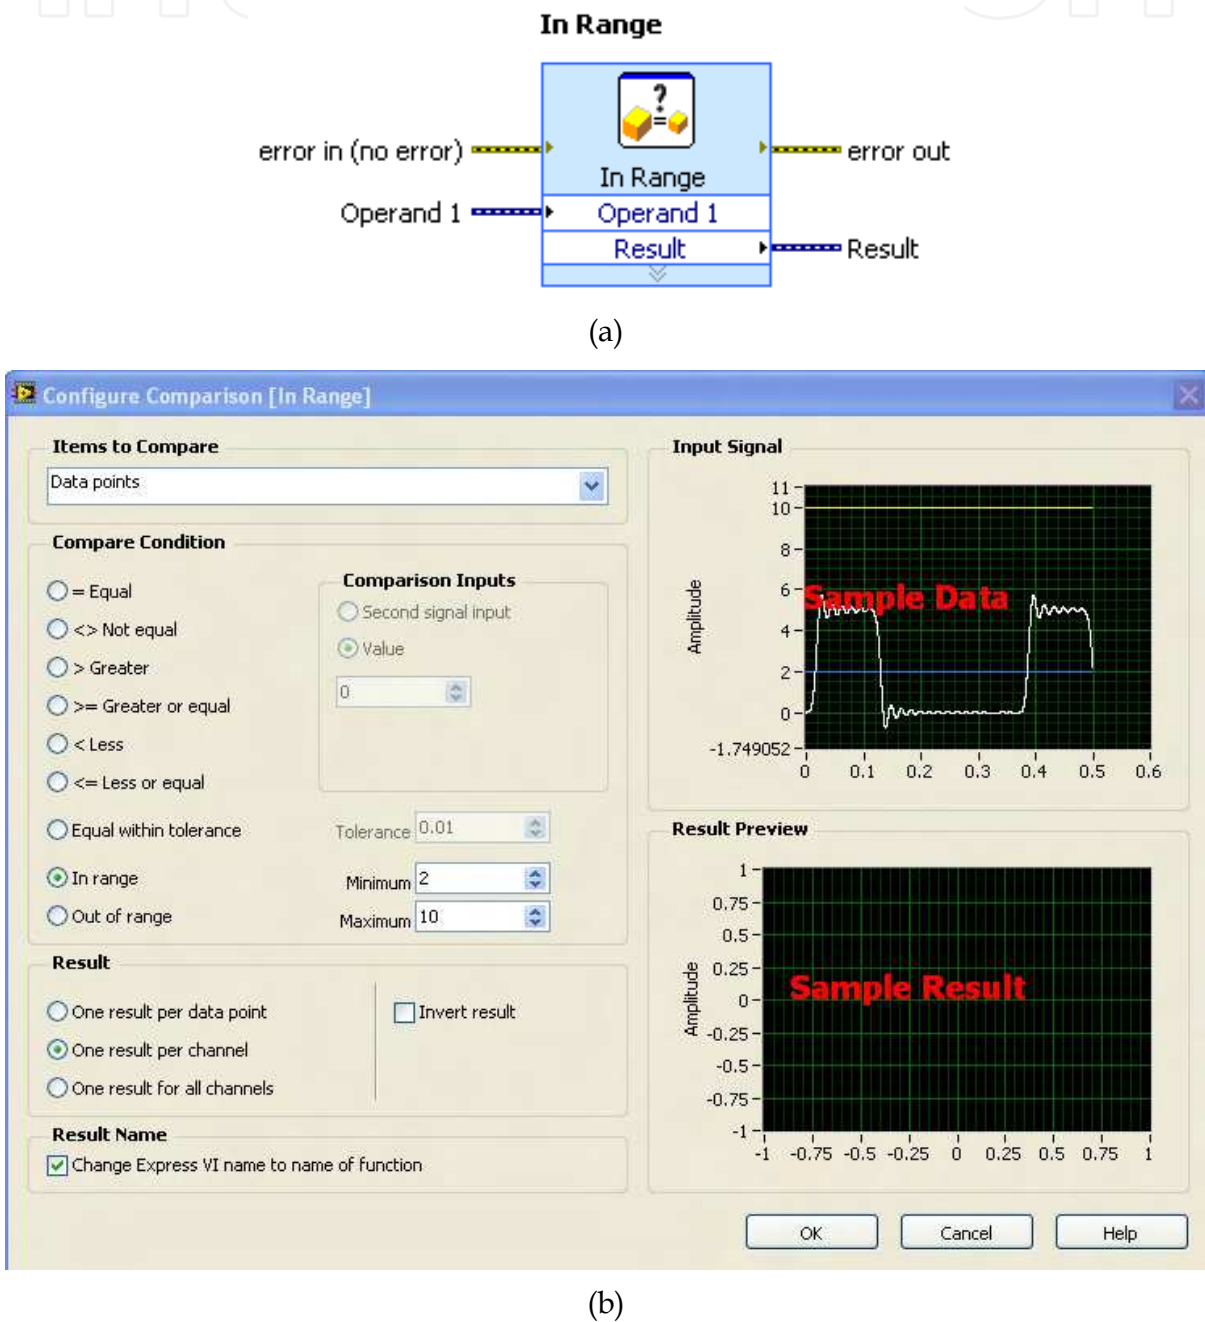 In Range
?
=
error in (no error)
error out
In Range
Operand 1
Operand 1
Result
Result
(a)
Configure Comparison [In Range]
Items to Compare
Data points
Compare Condition
= Equal
<> Not equal
> Greater
>= Greater or equal
< Less
<= Less or equal
Equal within tolerance
In range
Out of range
Comparison Inputs
Second signal input
Value
0
Tolerance 0.01
Minimum 2
Maximum 10
Result
One result per data point
One result per channel
One result for all channels
Invert result
Result Name
Change Express VI name to name of function
Input Signal
11
10
8
6
4
2
0
-1.749052
Amplitude
Sample Data
0 0.1 0.2 0.3 0.4 0.5 0.6
Result Preview
1
0.75
0.5
0.25
0
-0.25
-0.5
-0.75
-1
Amplitude
Sample Result
-1 -0.75 -0.5 -0.25 0 0.25 0.5 0.75 1
OK Cancel Help
(b)